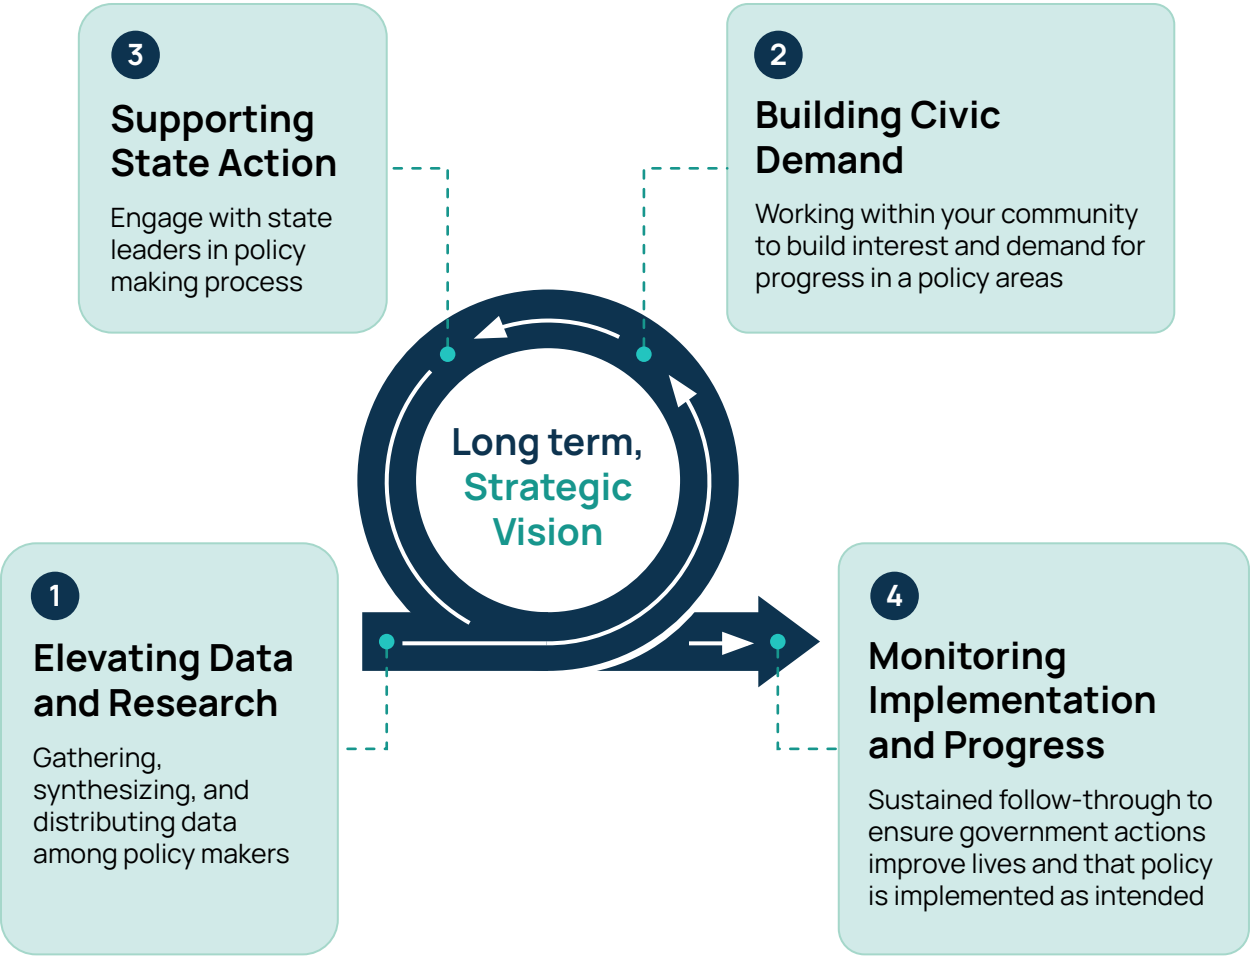 3
Supporting
State Action
Engage with state
leaders in policy
making process
2
Building Civic
Demand
Working within your community
to build interest and demand for
progress in a policy areas
Long term,
Strategic
Vision
1
Elevating Data
and Research
Gathering,
synthesizing, and
distributing data
among policy makers
4
Monitoring
Implementation
and Progress
Sustained follow-through to
ensure government actions
improve lives and that policy
is implemented as intended